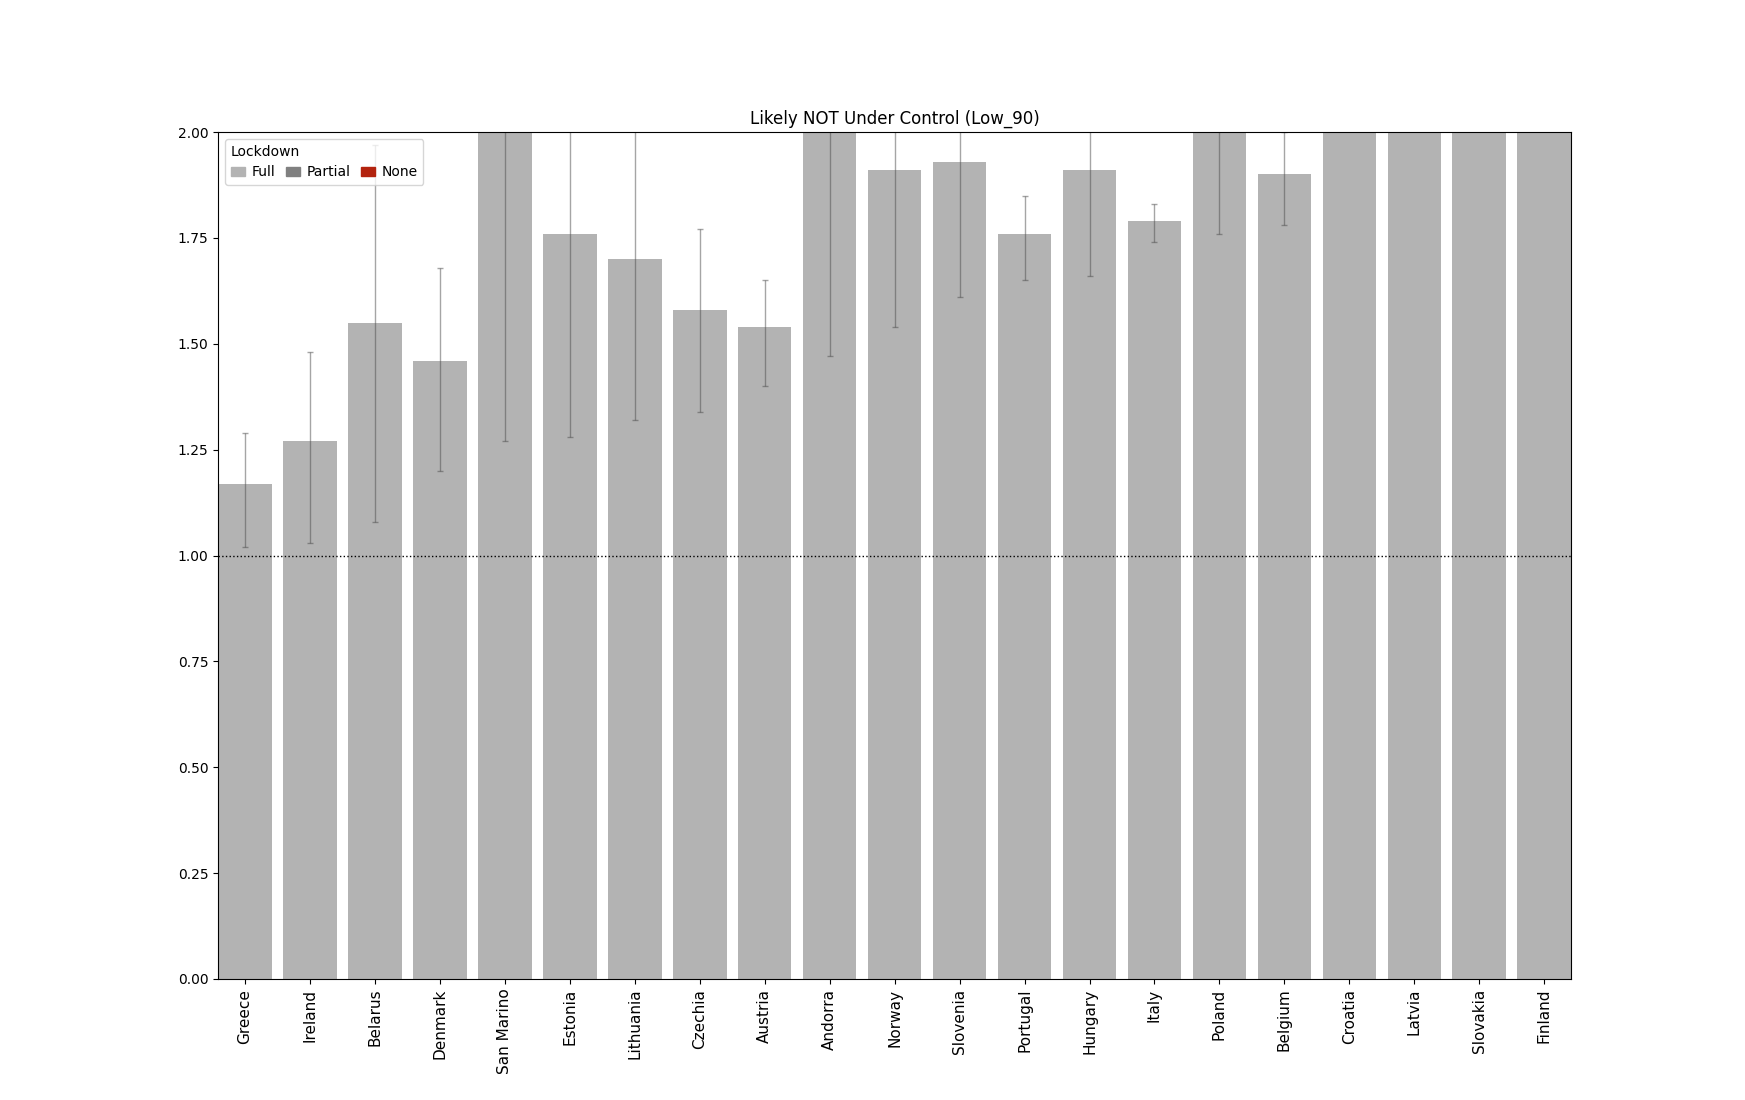 Likely NOT Under Control (Low_90)
Lockdown
Full Partial None
2.00
1.75
1.50
1.25
1.00
0.75
0.50
0.25
0.00
Greece
Ireland
Belarus
Denmark
San Marino
Estonia
Lithuania
Czechia
Austria
Andorra
Norway
Slovenia
Portugal
Hungary
Italy
Poland
Belgium
Croatia
Latvia
Slovakia
Finland